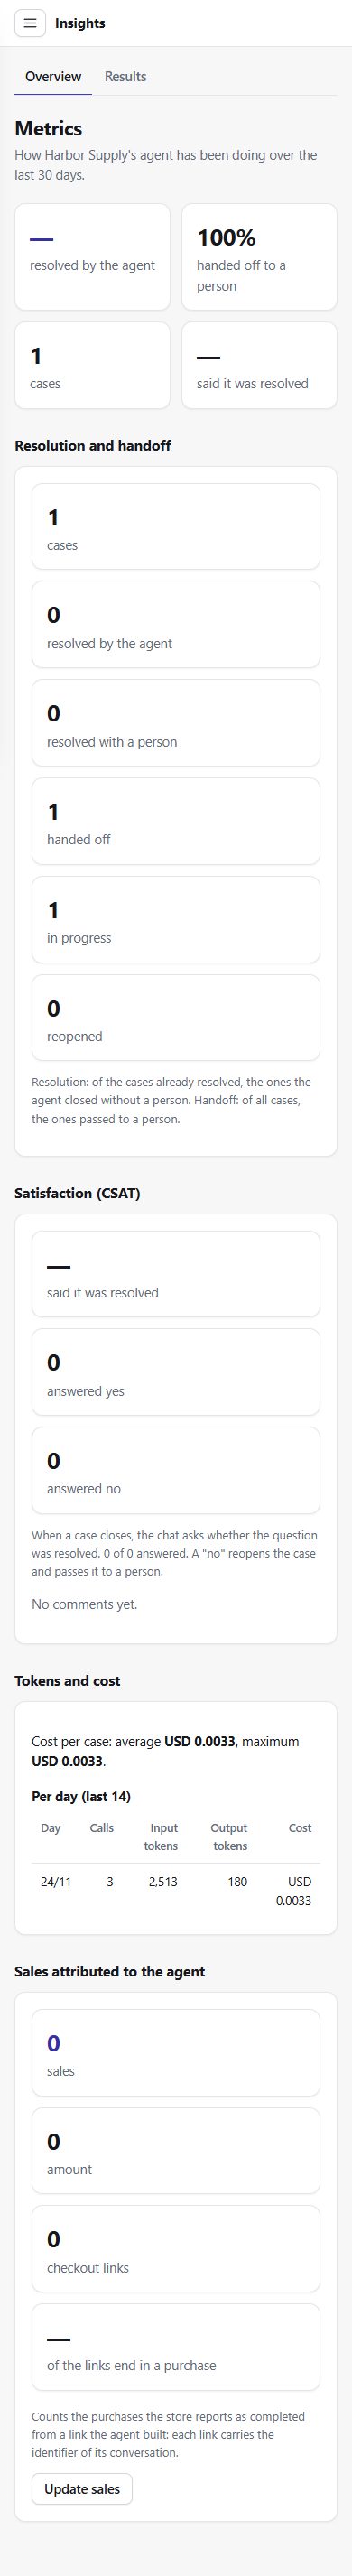 Insights
Overview Results
Metrics
How Harbor Supply's agent has been doing over the
last 30 days.
—
resolved by the agent
100%
handed off to a
person
1
cases
—
said it was resolved
Resolution and handoff
1
cases
0
resolved by the agent
0
resolved with a person
1
handed off
1
in progress
0
reopened
Resolution: of the cases already resolved, the ones the
agent closed without a person. Handoff: of all cases,
the ones passed to a person.
Satisfaction (CSAT)
—
said it was resolved
0
answered yes
0
answered no
When a case closes, the chat asks whether the question
was resolved. 0 of 0 answered. A "no" reopens the case
and passes it to a person.
No comments yet.
Tokens and cost
Cost per case: average USD 0.0033, maximum
USD 0.0033.
Per day (last 14)
Day Calls Input tokens Output tokens Cost
24/11 3 2,513 180 USD 0.0033
Sales attributed to the agent
0
sales
0
amount
0
checkout links
—
of the links end in a purchase
Counts the purchases the store reports as completed
from a link the agent built: each link carries the
identifier of its conversation.
Update sales